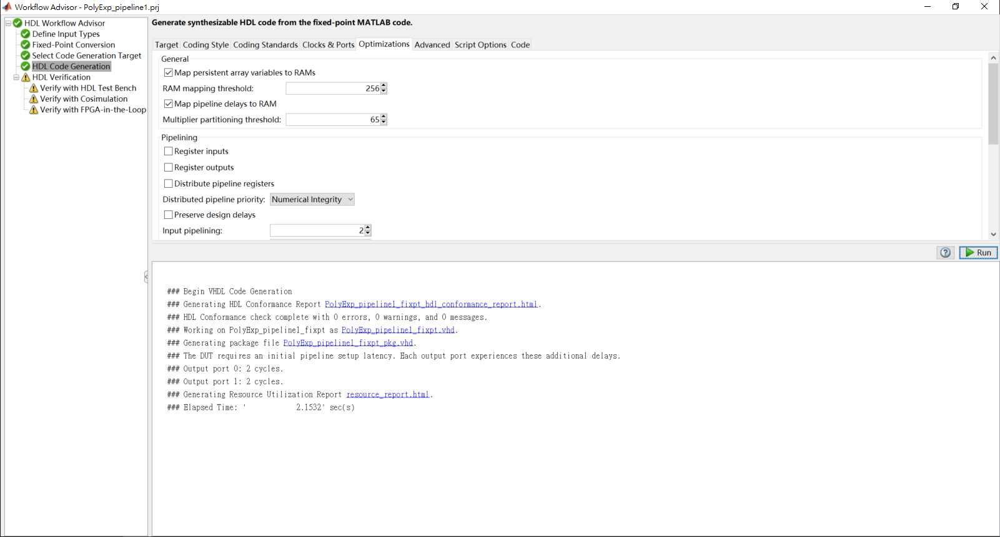 Workflow Advisor - PolyExp_pipeline1.prj
HDL Workflow Advisor
Define Input Types
Fixed-Point Conversion
Select Code Generation Target
HDL Code Generation
HDL Verification
Verify with HDL Test Bench
Verify with Cosimulation
Verify with FPGA-in-the-Loop
Generate synthesizable HDL code from the fixed-point MATLAB code.
Target Coding Style Coding Standards Clocks & Ports Optimizations Advanced Script Options Code
General
Map persistent array variables to RAMs
RAM mapping threshold: 256
Map pipeline delays to RAM
Multiplier partitioning threshold: 65
Pipelining
Register inputs
Register outputs
Distribute pipeline registers
Distributed pipeline priority: Numerical Integrity
Preserve design delays
Input pipelining: 2
? Run
### Begin VHDL Code Generation
### Generating HDL Conformance Report PolyExp_pipeline1_fixpt_hdl_conformance_report.html.
### HDL Conformance check complete with 0 errors, 0 warnings, and 0 messages.
### Working on PolyExp_pipeline1_fixpt as PolyExp_pipeline1_fixpt.vhd.
### Generating package file PolyExp_pipeline1_fixpt_pkg.vhd.
### The DUT requires an initial pipeline setup latency. Each output port experiences these additional delays.
### Output port 0: 2 cycles.
### Output port 1: 2 cycles.
### Generating Resource Utilization Report resource_report.html.
### Elapsed Time: '            2.1532' sec(s)